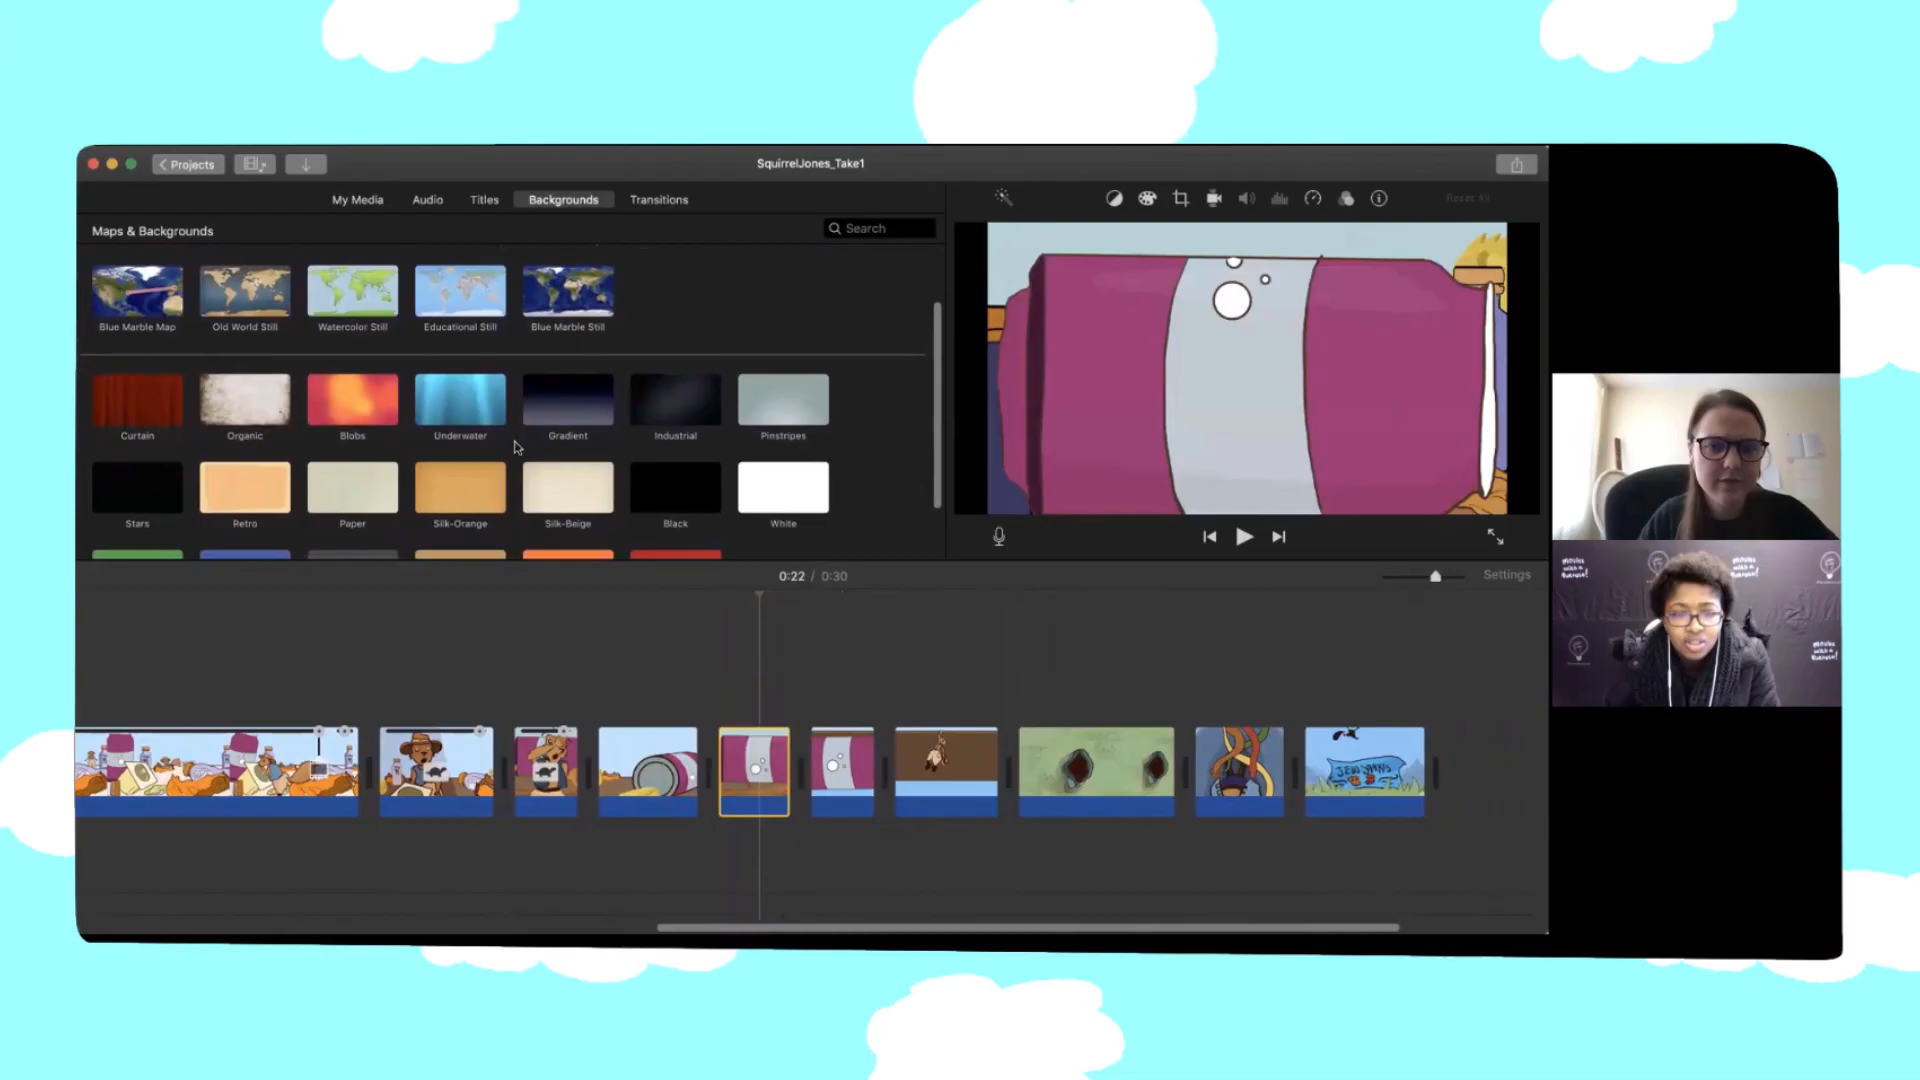 Projects
SquirrelJones_Take1
My Media Audio Titles Backgrounds Transitions
Reset All
Maps & Backgrounds
Search
Blue Marble Map Old World Still Watercolor Still Educational Still Blue Marble Still
Curtain Organic Blobs Underwater Gradient Industrial Pinstripes
Stars Retro Paper Silk-Orange Silk-Beige Black White
0:22 / 0:30
Settings